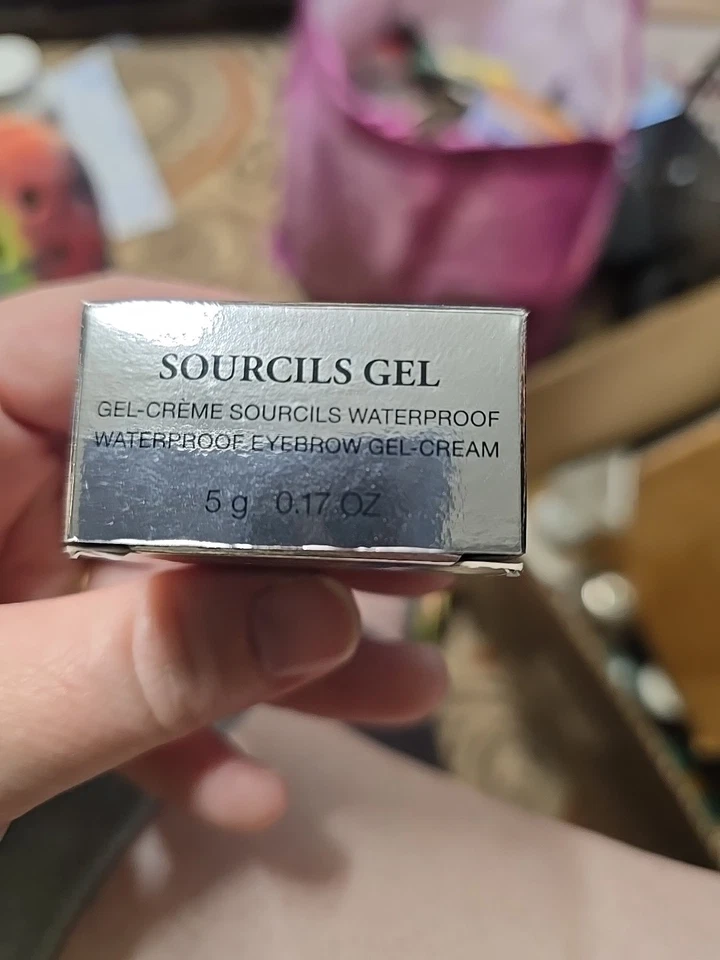 SOURCILS GEL
GEL-CRÈME SOURCILS WATERPROOF
WATERPROOF EYEBROW GEL-CREAM
5 g 0.17 OZ